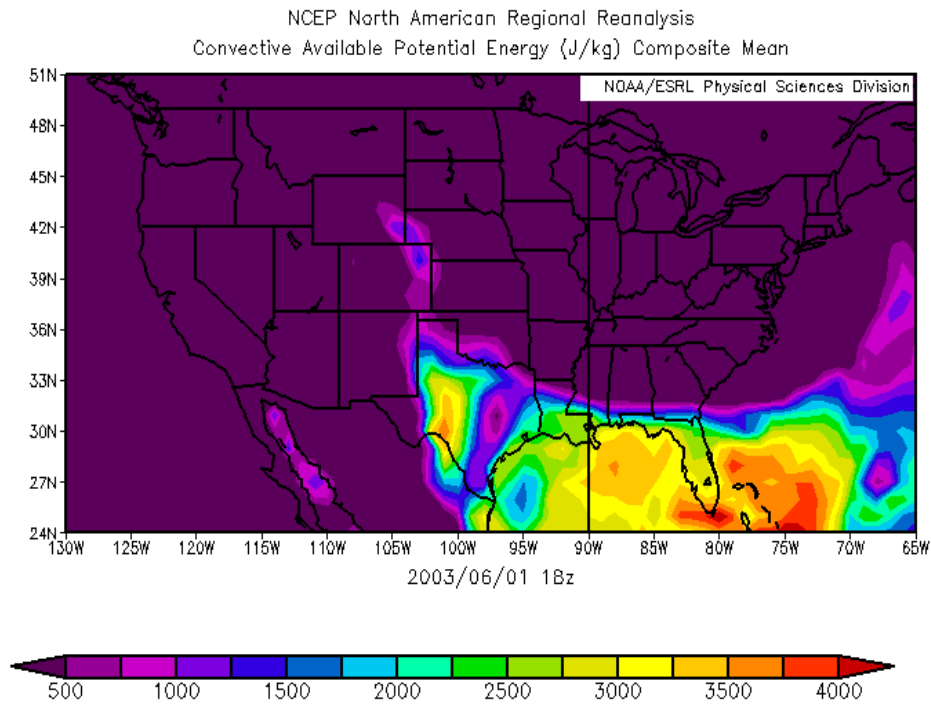 NCEP North American Regional Reanalysis
Convective Available Potential Energy (J/kg) Composite Mean
NOAA/ESRL Physical Sciences Division
51N
48N
45N
42N
39N
36N
33N
30N
27N
24N
130W 125W 120W 115W 110W 105W 100W 95W 90W 85W 80W 75W 70W 65W
2003/06/01 18z
500 1000 1500 2000 2500 3000 3500 4000